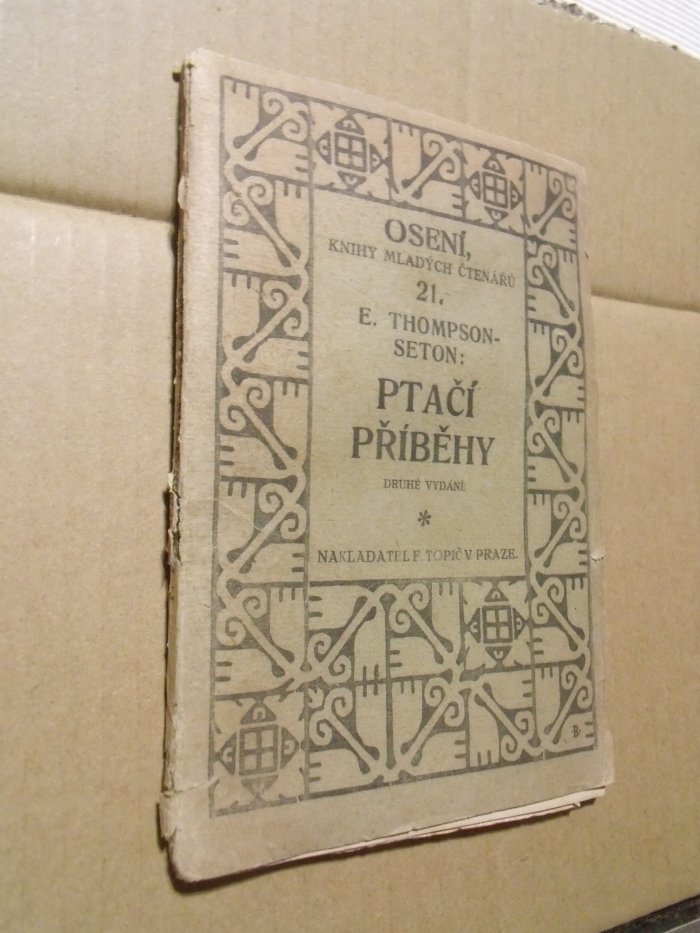 OSENÍ,
KNIHY MLADÝCH ČTENÁŘŮ
21.
E. THOMPSON-
SETON:
PTAČÍ
PŘÍBĚHY
DRUHÉ VYDÁNÍ
*
NAKLADATEL F. TOPIČ V PRAZE.
B